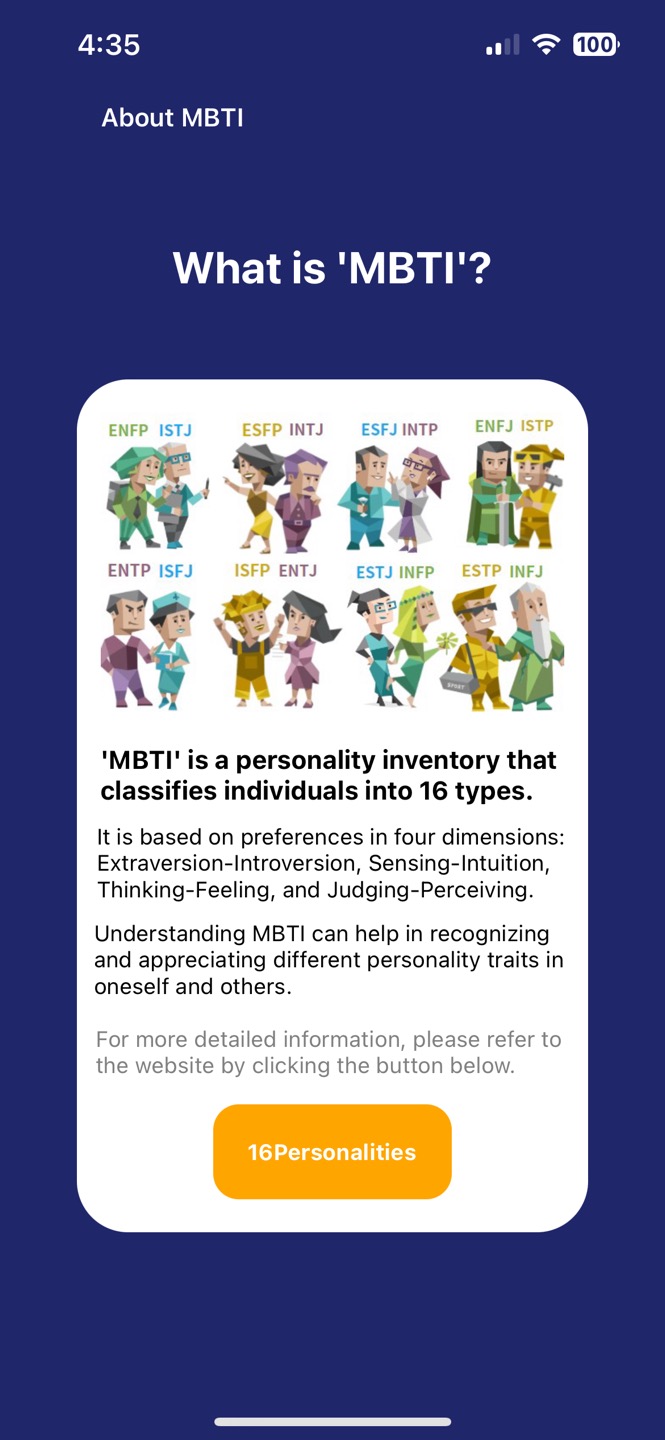 4:35
100
About MBTI
What is 'MBTI'?
ENFP ISTJ ESFP INTJ ESFJ INTP ENFJ ISTP
ENTP ISFJ ISFP ENTJ ESTJ INFP ESTP INFJ
SPORT
'MBTI' is a personality inventory that
classifies individuals into 16 types.
It is based on preferences in four dimensions:
Extraversion-Introversion, Sensing-Intuition,
Thinking-Feeling, and Judging-Perceiving.
Understanding MBTI can help in recognizing
and appreciating different personality traits in
oneself and others.
For more detailed information, please refer to
the website by clicking the button below.
16Personalities